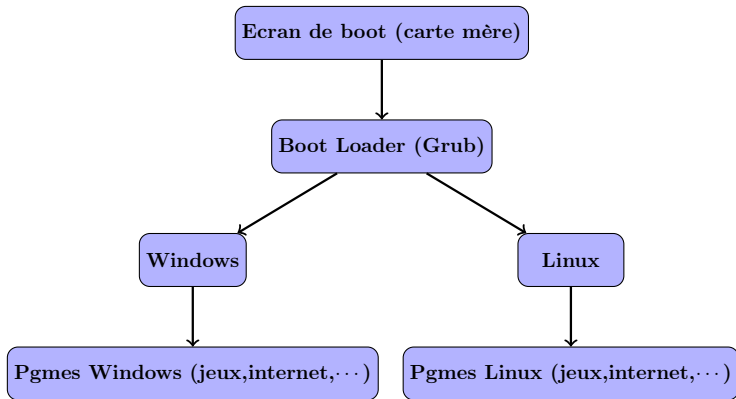 Ecran de boot (carte mère)
Boot Loader (Grub)
Windows
Linux
Pgmes Windows (jeux,internet,⋯)
Pgmes Linux (jeux,internet,⋯)